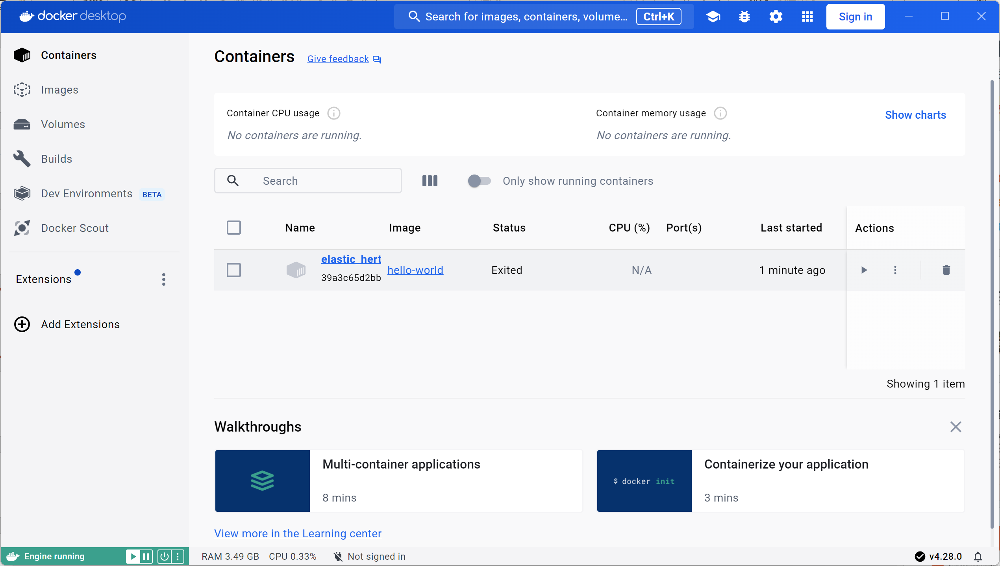 docker desktop
Search for images, containers, volume...
Ctrl+K
Sign in
Containers
Images
Volumes
Builds
Dev Environments BETA
Docker Scout
Extensions
Add Extensions
Containers
Give feedback
Container CPU usage
No containers are running.
Container memory usage
No containers are running.
Show charts
Search
Only show running containers
Name Image Status CPU (%) Port(s) Last started Actions
elastic_hert
39a3c65d2bb
hello-world Exited N/A 1 minute ago
Showing 1 item
Walkthroughs
Multi-container applications
8 mins
$ docker init
Containerize your application
3 mins
View more in the Learning center
Engine running
RAM 3.49 GB CPU 0.33% Not signed in
v4.28.0